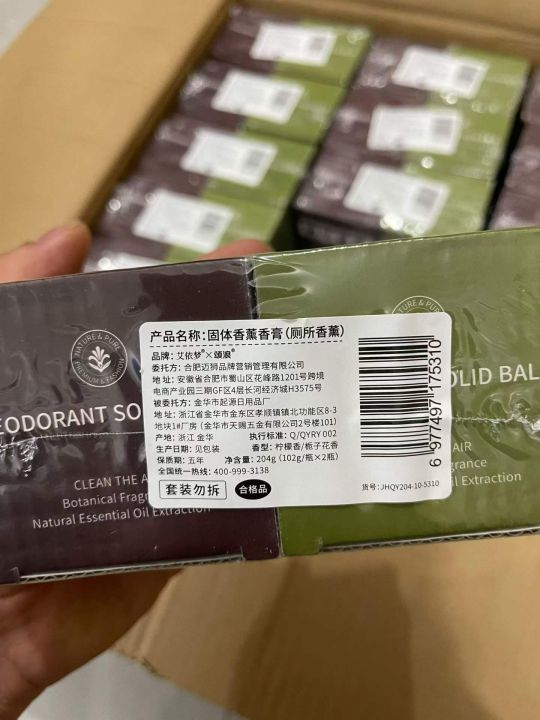 产品名称：固体香薰香膏（厕所香薰）
品牌：艾依梦®×颂浪®
委托方：合肥迈狮品牌营销管理有限公司
地址：安徽省合肥市蜀山区花峰路1201号跨境
电商产业园三期GF区4层长河经济城H3575号
被委托方：金华市起源日用品厂
地址：浙江省金华市金东区孝顺镇镇北功能区8-3
地块1#厂房（金华市天赐五金有限公司2号楼101）
产地：浙江 金华 执行标准：Q/QYRY 002
生产日期：见包装 香型：柠檬香/栀子花香
保质期：五年 净含量：204g（102g/瓶×2瓶）
全国统一热线：400-999-3138
套装勿拆 合格品
货号：JHQY204-10-5310
6 977497 175310
NATURE & PURE
PREMIUM & FASHION
EODORANT SO
CLEAN THE A
Botanical Fragr
Natural Essential Oil Extraction
NATURE & PURE
OLID BAL
AIR
grance
il Extraction